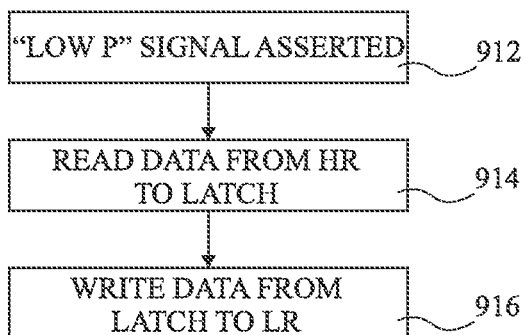 “LOW P” SIGNAL ASSERTED
912
READ DATA FROM HR
TO LATCH
914
WRITE DATA FROM
LATCH TO LR
916